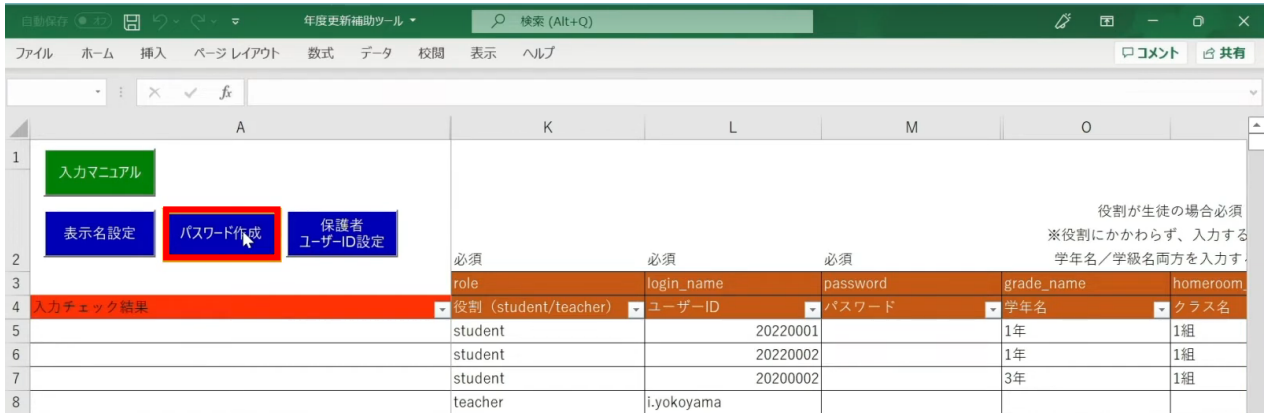 自動保存 オフ 年度更新補助ツール 検索 (Alt+Q)
ファイル ホーム 挿入 ページ レイアウト 数式 データ 校閲 表示 ヘルプ コメント 共有
fx
A K L M O
1
入力マニュアル
表示名設定 パスワード作成 保護者
ユーザーID設定
役割が生徒の場合必須
※役割にかかわらず、入力する
2 必須 必須 必須 学年名／学級名両方を入力す
3 role login_name password grade_name homeroom_
4 入力チェック結果 役割（student/teacher） ユーザーID パスワード 学年名 クラス名
5 student 20220001 1年 1組
6 student 20220002 1年 1組
7 student 20200002 3年 1組
8 teacher i.yokoyama